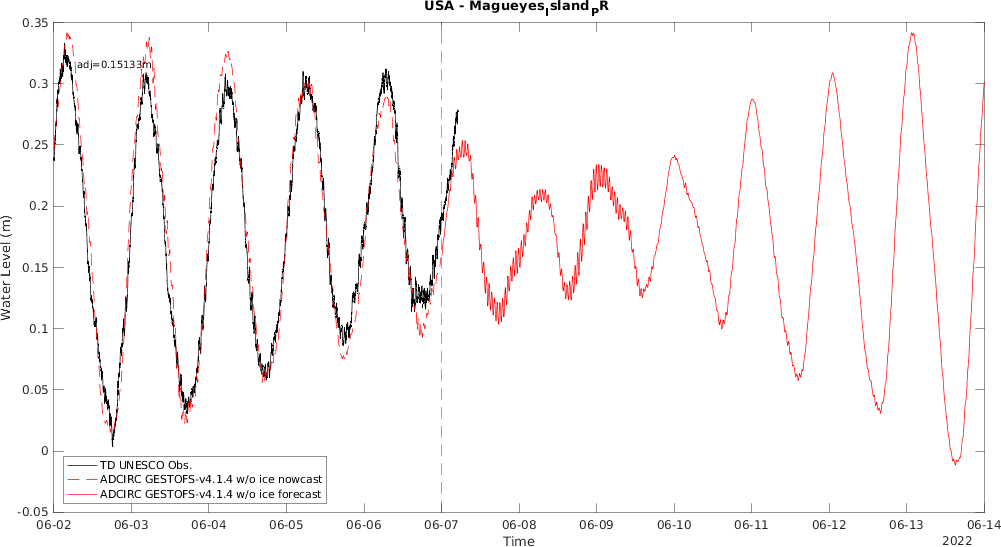 USA - Magueyes_Island_PR
adj=0.15133m
0.35
0.3
0.25
0.2
0.15
0.1
0.05
0
-0.05
Water Level (m)
TD UNESCO Obs.
ADCIRC GESTOFS-v4.1.4 w/o ice nowcast
ADCIRC GESTOFS-v4.1.4 w/o ice forecast
06-02 06-03 06-04 06-05 06-06 06-07 06-08 06-09 06-10 06-11 06-12 06-13 06-14
Time
2022